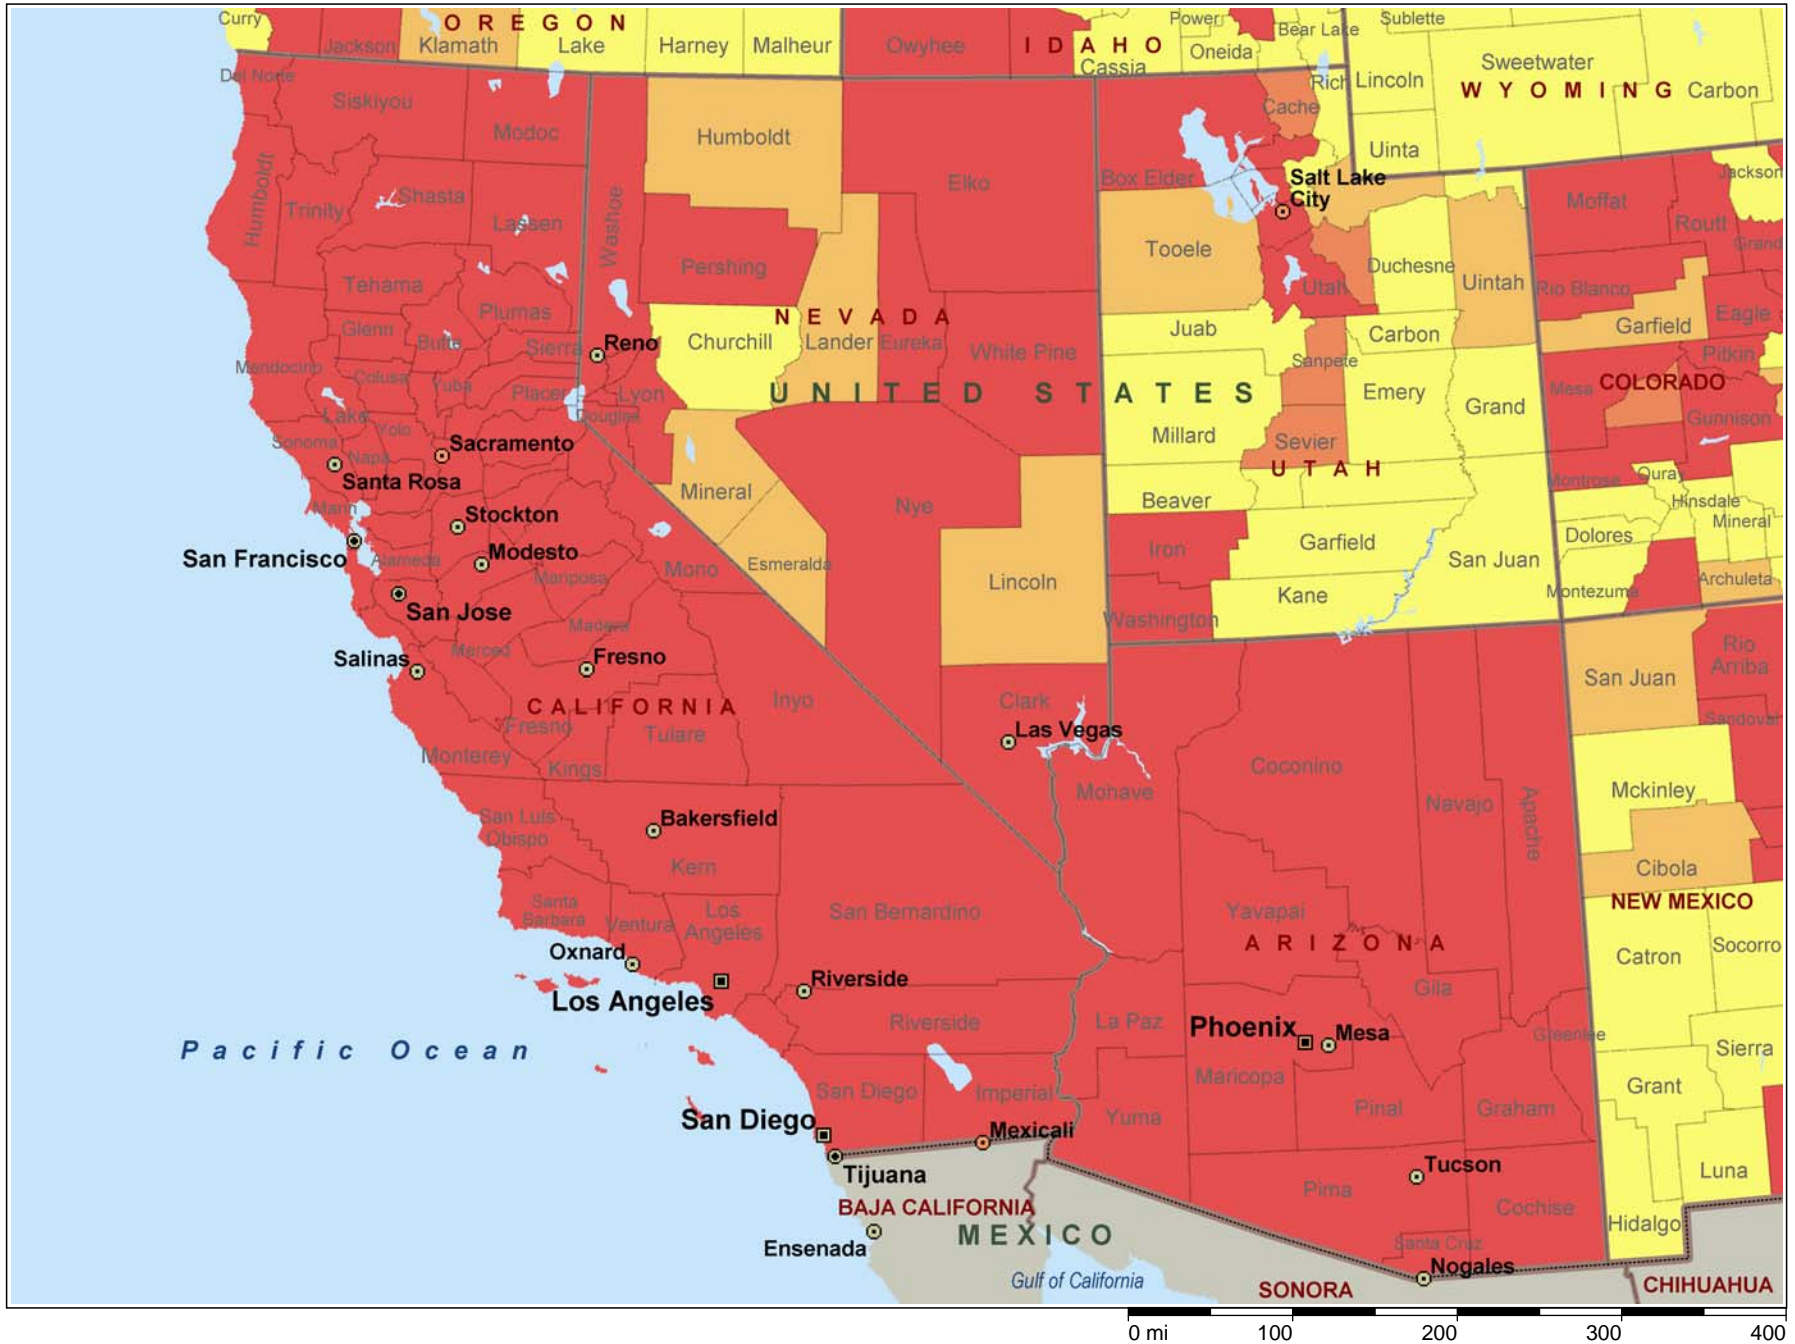 Curry
OREGON
Power
Sublette
Jackson
Klamath
Lake
Harney
Malheur
Owyhee
IDAHO
Bear Lake
Cassia
Oneida
Del Norte
Siskiyou
Modoc
Humboldt
Rich
Lincoln
Sweetwater
WYOMING
Carbon
Cache
Uinta
Humboldt
Trinity
Shasta
Lassen
Washoe
Elko
Box Elder
Salt Lake
City
Moffat
Jackson
Routt
Grand
Tehama
Plumas
Pershing
Tooele
Duchesne
Uintah
Utah
Rio Blanco
Glenn
Butte
Sierra
Reno
NEVADA
Churchill
Lander
Eureka
White Pine
Juab
Carbon
Garfield
Eagle
Mendocino
Colusa
Yuba
Placer
Lyon
Sanpete
Pitkin
UNITED STATES
Emery
Grand
Mesa
COLORADO
Gunnison
Lake
Douglas
Sonoma
Yolo
Napa
Sacramento
Millard
Sevier
UTAH
Santa Rosa
Mineral
Nye
Beaver
Montrose
Ouray
Hinsdale
Mineral
Marin
Stockton
San Francisco
Alameda
Modesto
Mariposa
Mono
Esmeralda
Lincoln
Iron
Garfield
San Juan
Dolores
Archuleta
San Jose
Madera
Kane
Montezuma
Washington
Salinas
Merced
Fresno
CALIFORNIA
Inyo
Clark
San Juan
Rio
Arriba
Fresno
Tulare
Las Vegas
Sandoval
Monterey
Kings
Mohave
Coconino
Navajo
Apache
Mckinley
San Luis
Obispo
Bakersfield
Kern
Cibola
NEW MEXICO
Santa
Barbara
Ventura
Los
Angeles
San Bernardino
Yavapai
ARIZONA
Catron
Socorro
Oxnard
Los Angeles
Riverside
Riverside
La Paz
Gila
Phoenix
Mesa
Greenlee
Sierra
Pacific Ocean
Maricopa
Grant
San Diego
Imperial
Yuma
Pinal
Graham
San Diego
Mexicali
Tijuana
Tucson
Luna
BAJA CALIFORNIA
Pima
Cochise
Hidalgo
MEXICO
Ensenada
Santa Cruz
Nogales
Gulf of California
SONORA
CHIHUAHUA
0 mi 100 200 300 400